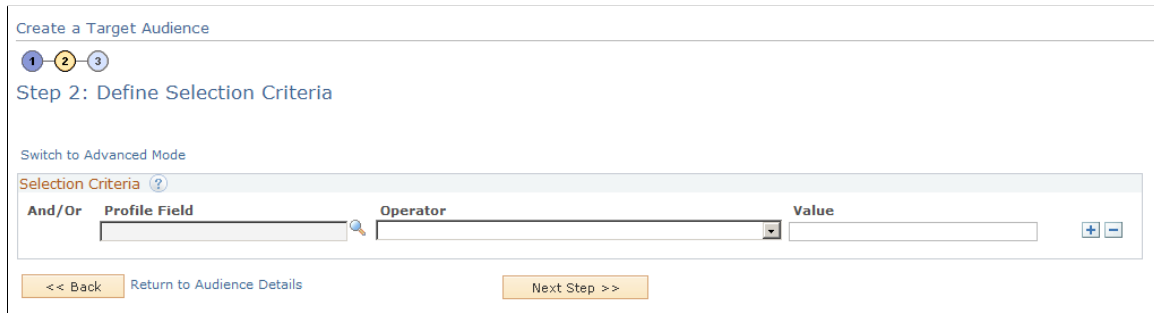 Create a Target Audience
1 2 3
Step 2: Define Selection Criteria
Switch to Advanced Mode
Selection Criteria ?
And/Or Profile Field Operator Value
<< Back Return to Audience Details Next Step >>